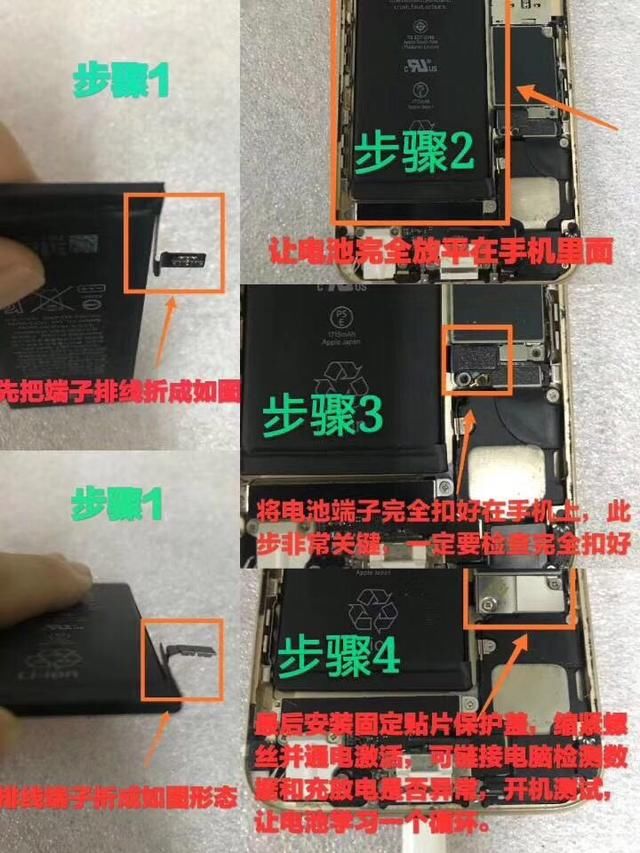 步骤1
先把端子排线折成如图
步骤1
Li-ion
排线端子折成如图形态
步骤2
让电池完全放平在手机里面
1715mAh
Apple Japan
步骤3
将电池端子完全扣好在手机上，此
步非常关键，一定要检查完全扣好
Apple Japan
步骤4
最后安装固定贴片保护盖，缩紧螺
丝并通电激活，可链接电脑检测数
据和充放电是否异常，开机测试，
让电池学习一个循环。